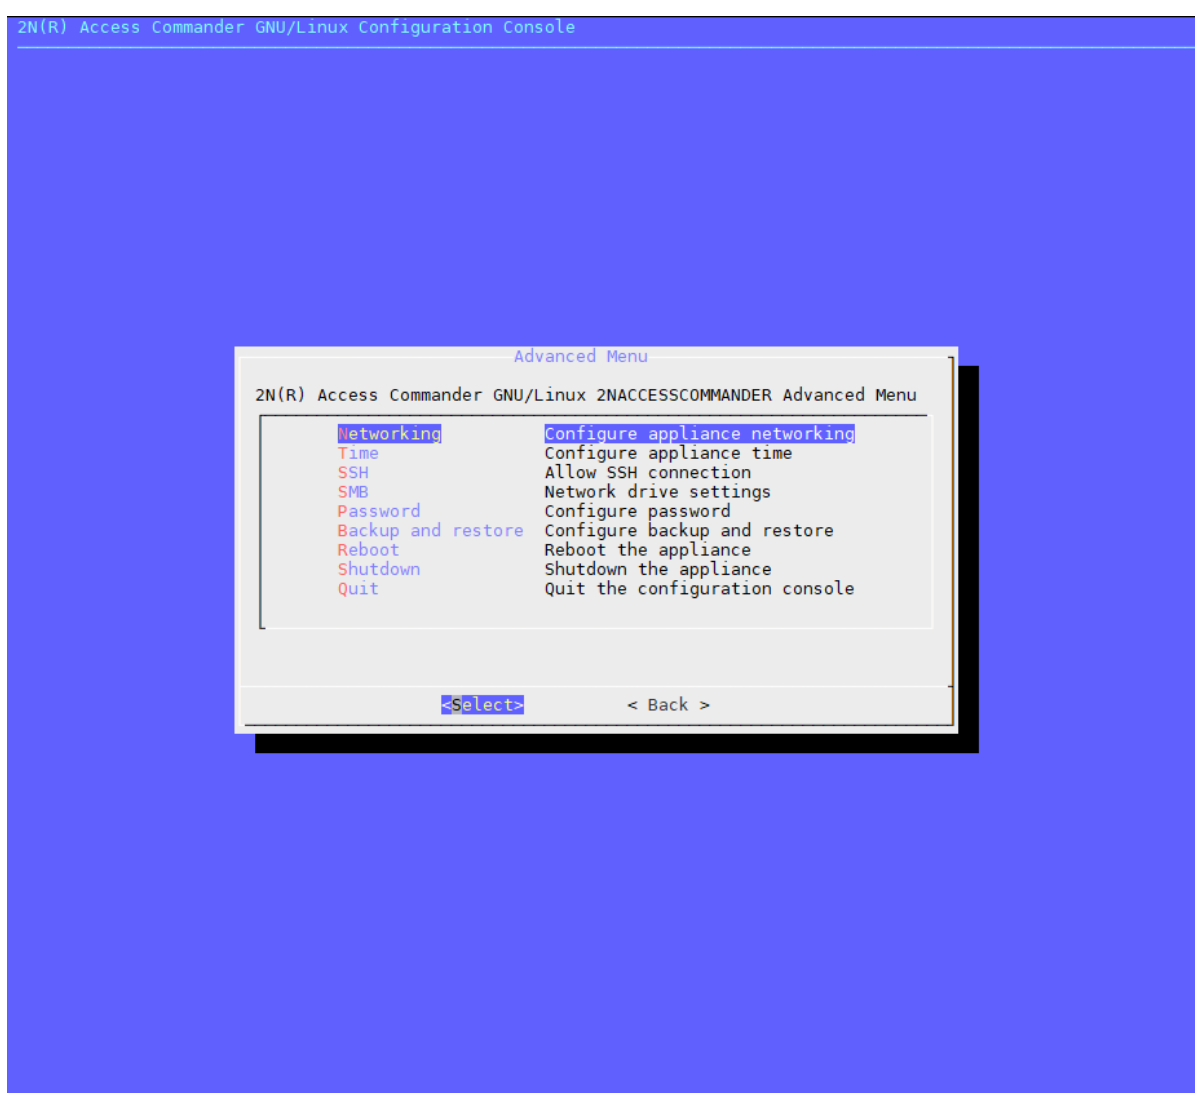 2N(R) Access Commander GNU/Linux Configuration Console
Advanced Menu
2N(R) Access Commander GNU/Linux 2NACCESSCOMMANDER Advanced Menu
Networking Configure appliance networking
Time Configure appliance time
SSH Allow SSH connection
SMB Network drive settings
Password Configure password
Backup and restore Configure backup and restore
Reboot Reboot the appliance
Shutdown Shutdown the appliance
Quit Quit the configuration console
<Select> < Back >